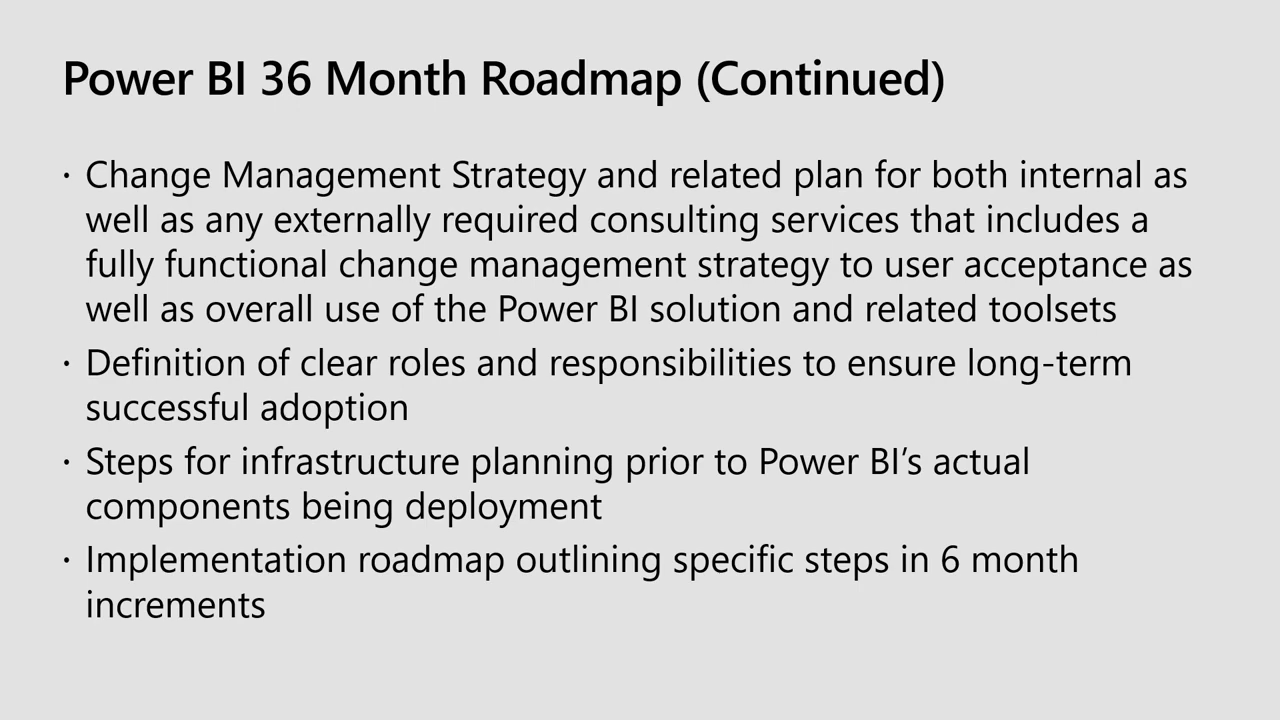 Power BI 36 Month Roadmap (Continued)
· Change Management Strategy and related plan for both internal as
well as any externally required consulting services that includes a
fully functional change management strategy to user acceptance as
well as overall use of the Power BI solution and related toolsets
· Definition of clear roles and responsibilities to ensure long-term
successful adoption
· Steps for infrastructure planning prior to Power BI’s actual
components being deployment
· Implementation roadmap outlining specific steps in 6 month
increments